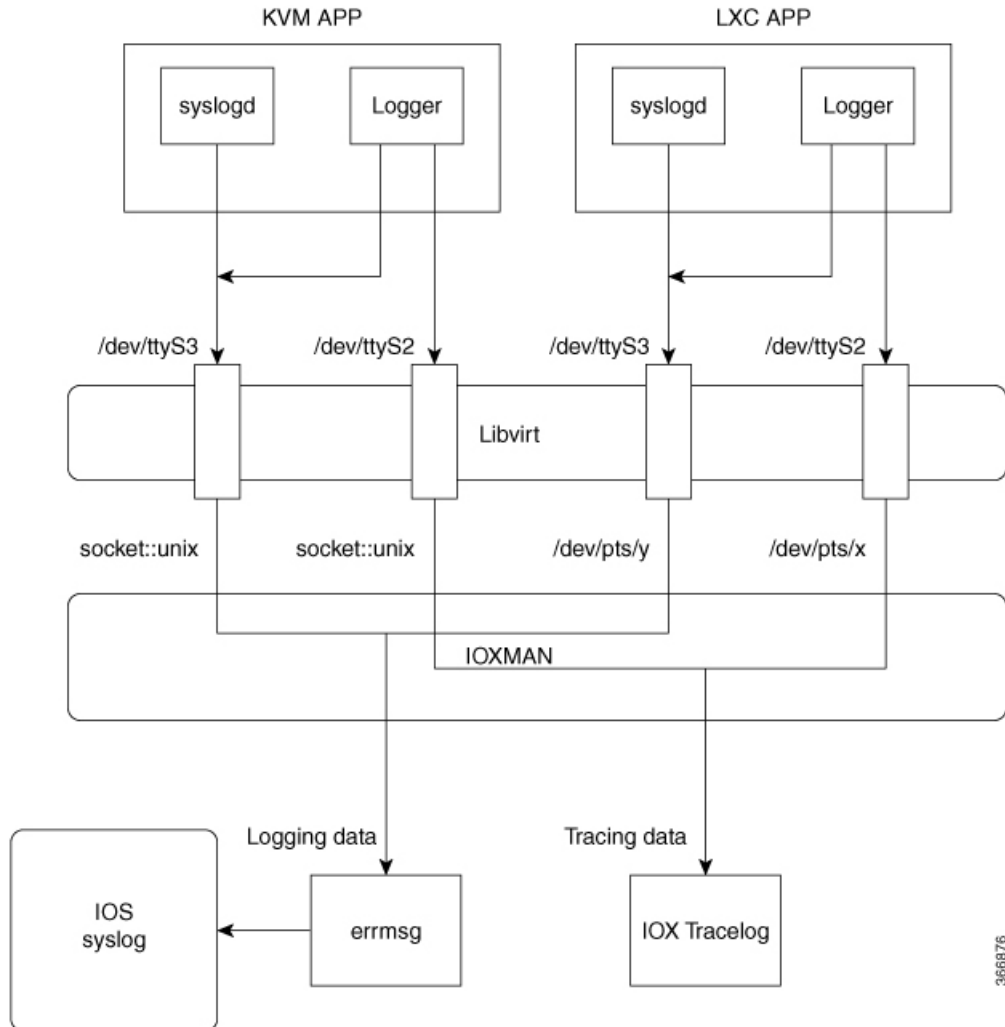 KVM APP
LXC APP
syslogd
Logger
syslogd
Logger
/dev/ttyS3
/dev/ttyS2
/dev/ttyS3
/dev/ttyS2
Libvirt
socket::unix
socket::unix
/dev/pts/y
/dev/pts/x
IOXMAN
Logging data
Tracing data
IOS
syslog
errmsg
IOX Tracelog
366876